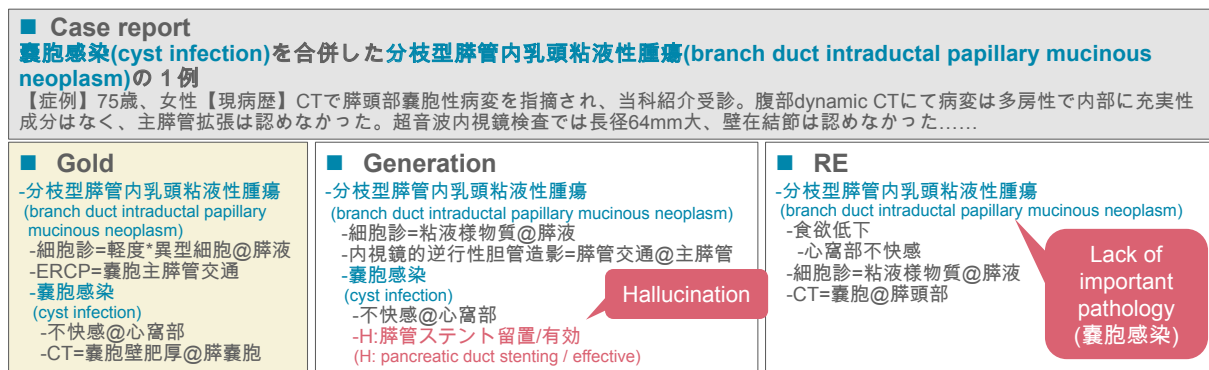 ■ Case report
嚢胞感染(cyst infection)を合併した分枝型膵管内乳頭粘液性腫瘍(branch duct intraductal papillary mucinous
neoplasm)の１例
【症例】75歳、女性【現病歴】CTで膵頭部嚢胞性病変を指摘され、当科紹介受診。腹部dynamic CTにて病変は多房性で内部に充実性
成分はなく、主膵管拡張は認めなかった。超音波内視鏡検査では長径64mm大、壁在結節は認めなかった......
■ Gold
-分枝型膵管内乳頭粘液性腫瘍
(branch duct intraductal papillary
mucinous neoplasm)
-細胞診=軽度*異型細胞@膵液
-ERCP=嚢胞主膵管交通
-嚢胞感染
(cyst infection)
-不快感@心窩部
-CT=嚢胞壁肥厚@膵嚢胞
■ Generation
-分枝型膵管内乳頭粘液性腫瘍
(branch duct intraductal papillary mucinous neoplasm)
-細胞診=粘液様物質@膵液
-内視鏡的逆行性胆管造影=膵管交通@主膵管
-嚢胞感染
(cyst infection)
-不快感@心窩部
-H:膵管ステント留置/有効
(H: pancreatic duct stenting / effective)
Hallucination
■ RE
-分枝型膵管内乳頭粘液性腫瘍
(branch duct intraductal papillary mucinous neoplasm)
-食欲低下
-心窩部不快感
-細胞診=粘液様物質@膵液
-CT=嚢胞@膵頭部
Lack of
important
pathology
(嚢胞感染)